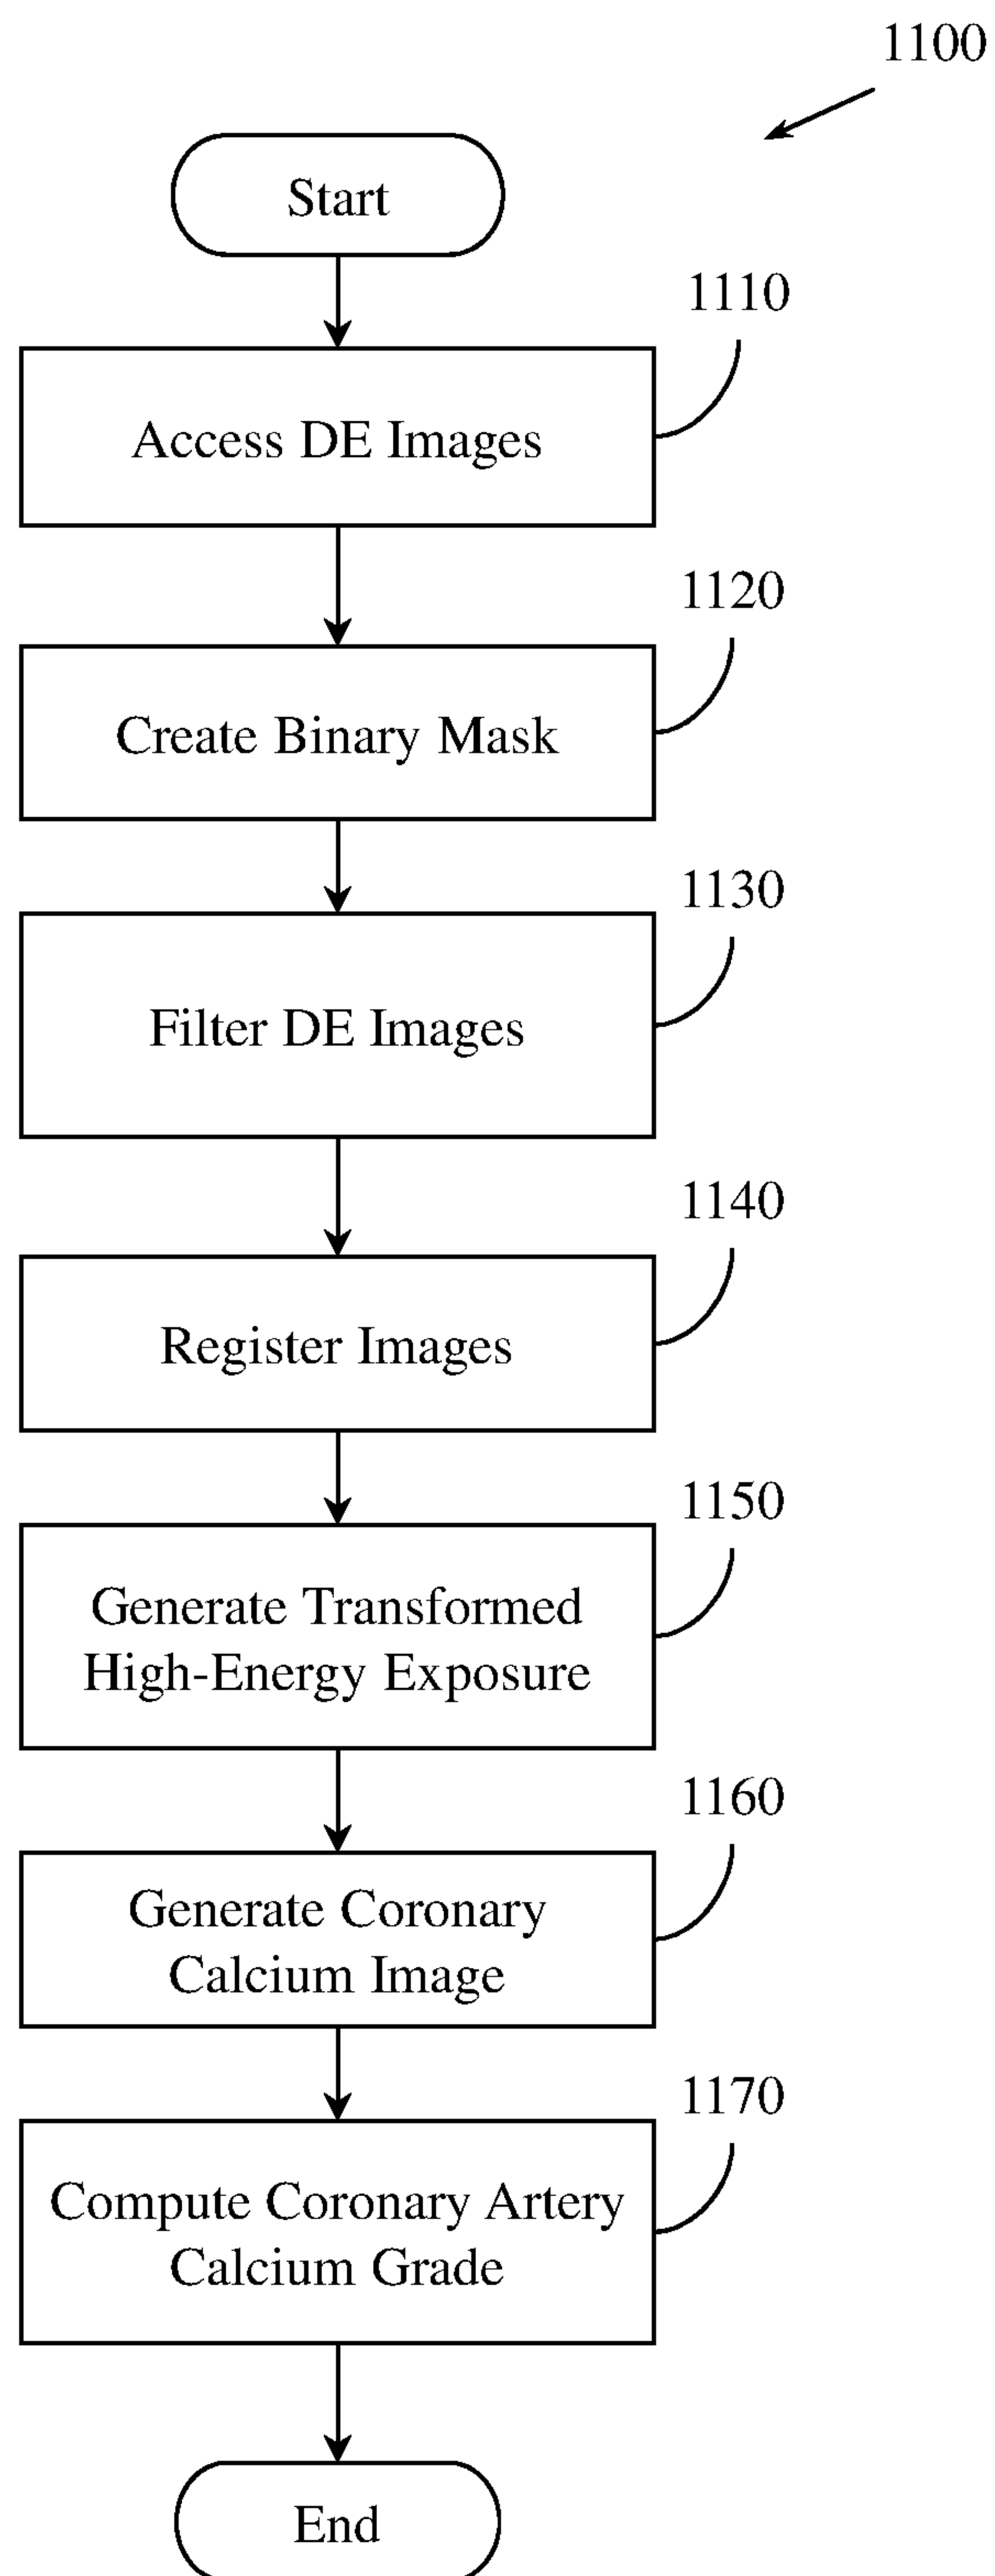 1100
Start
1110
Access DE Images
1120
Create Binary Mask
1130
Filter DE Images
1140
Register Images
1150
Generate Transformed
High-Energy Exposure
1160
Generate Coronary
Calcium Image
1170
Compute Coronary Artery
Calcium Grade
End